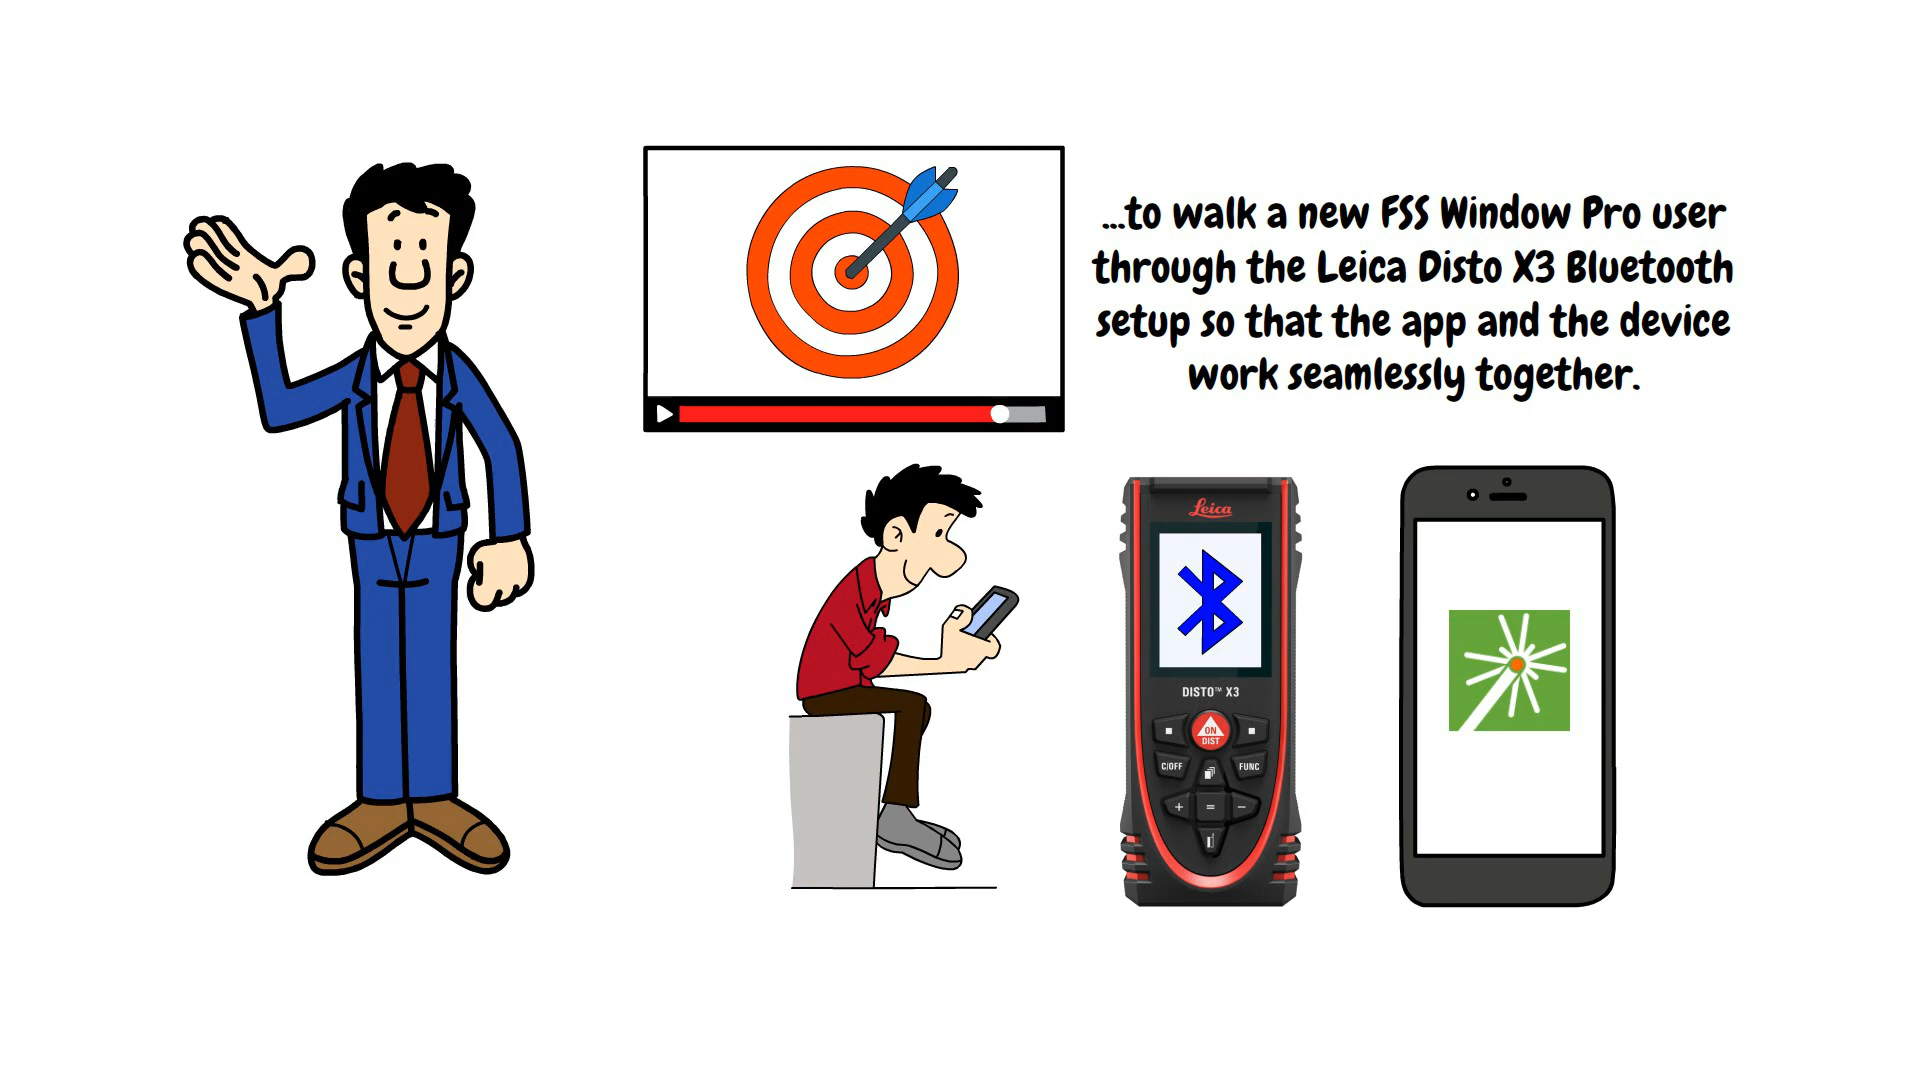 ...to walk a new FSS Window Pro user
through the Leica Disto X3 Bluetooth
setup so that the app and the device
work seamlessly together.
Leica
DISTO™ X3
ON
DIST
C/OFF
FUNC
+ = −